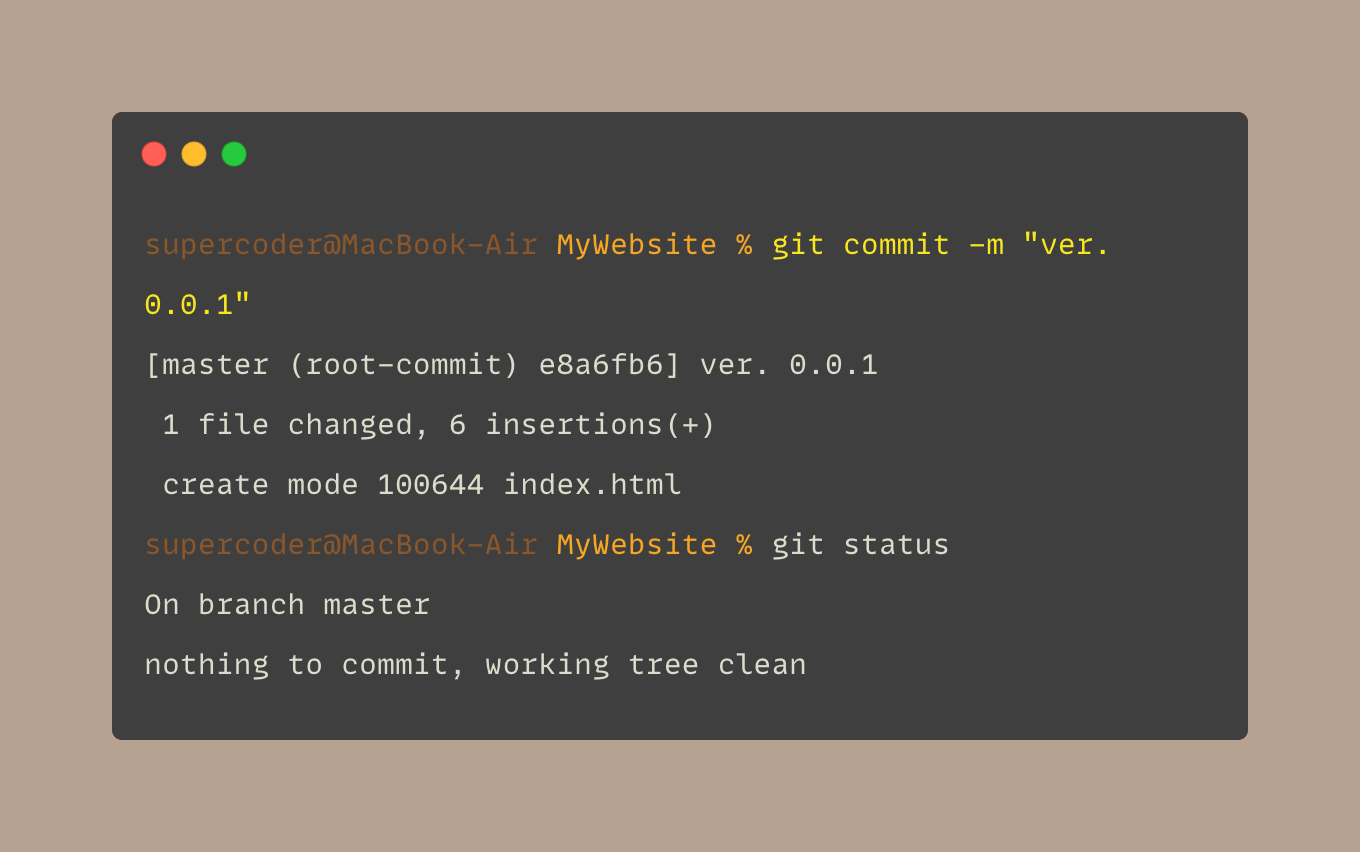 supercoder@MacBook-Air MyWebsite % git commit -m "ver.
0.0.1"
[master (root-commit) e8a6fb6] ver. 0.0.1
 1 file changed, 6 insertions(+)
 create mode 100644 index.html
supercoder@MacBook-Air MyWebsite % git status
On branch master
nothing to commit, working tree clean